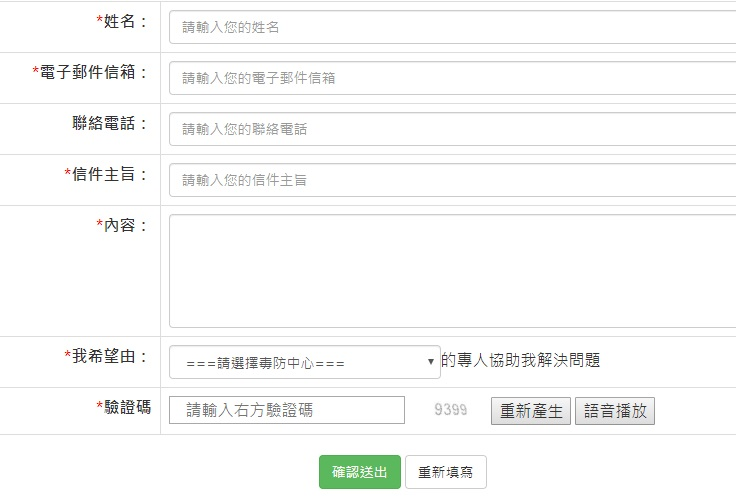 *姓名： 請輸入您的姓名
*電子郵件信箱： 請輸入您的電子郵件信箱
聯絡電話： 請輸入您的聯絡電話
*信件主旨： 請輸入您的信件主旨
*內容：
*我希望由： ===請選擇毒防中心=== 的專人協助我解決問題
*驗證碼 請輸入右方驗證碼 9399 重新產生 語音播放
確認送出 重新填寫